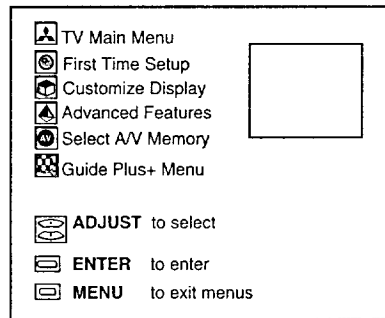 TV Main Menu
First Time Setup
Customize Display
Advanced Features
AV Select A/V Memory
Guide Plus+ Menu
ADJUST to select
ENTER to enter
MENU to exit menus